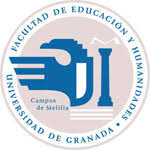 FACULTAD DE EDUCACIÓN Y HUMANIDADES
UNIVERSIDAD DE GRANADA
Campus
de Melilla